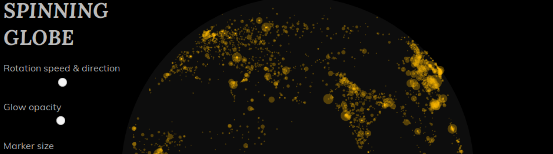 SPINNING
GLOBE
Rotation speed & direction
Glow opacity
Marker size